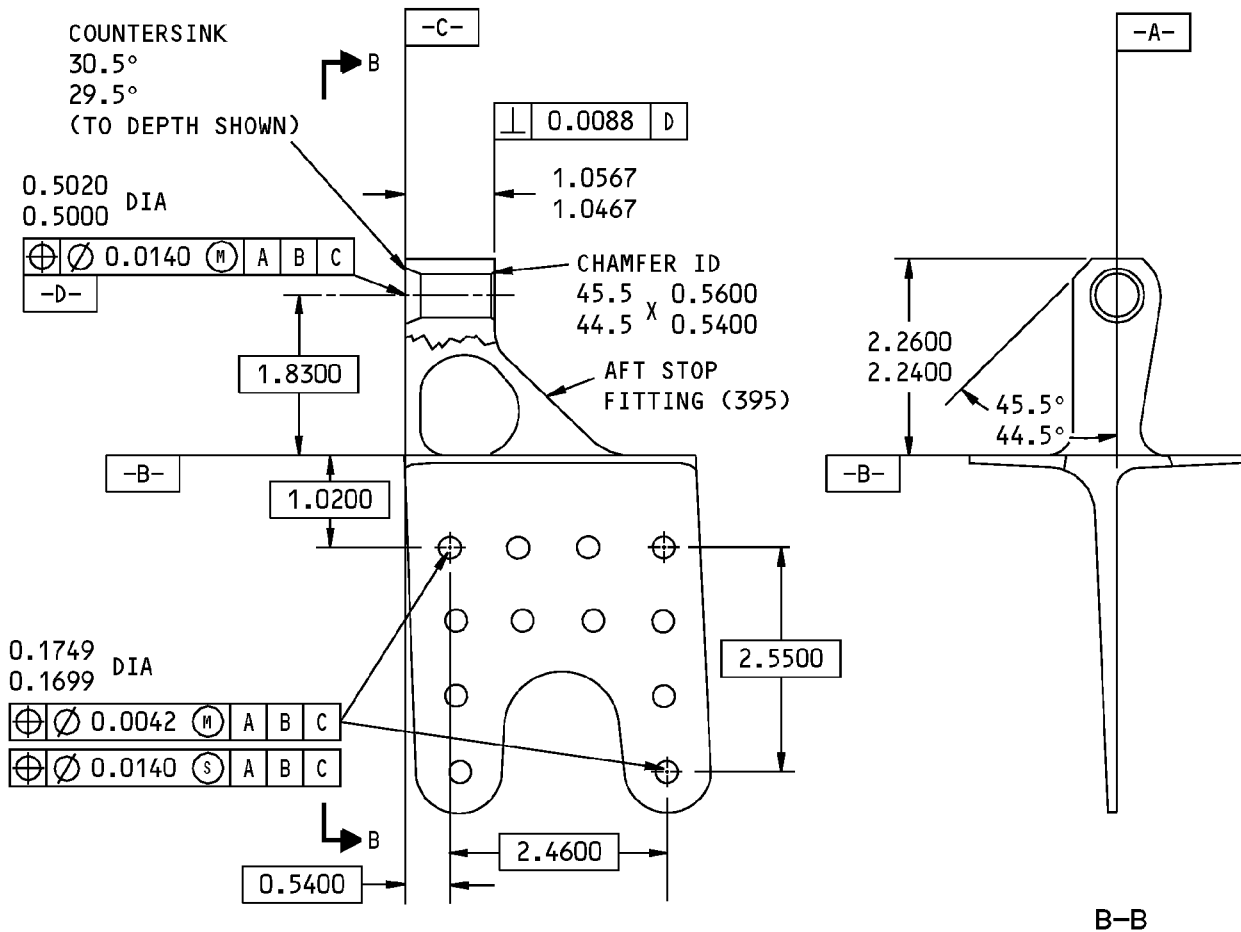 COUNTERSINK
30.5°
29.5°
(TO DEPTH SHOWN)
-C-
B
⊥ 0.0088 D
1.0567
1.0467
0.5020
0.5000 DIA
⌖ ⌀ 0.0140 Ⓜ A B C
-D-
CHAMFER ID
45.5 X 0.5600
44.5 0.5400
1.8300
AFT STOP
FITTING (395)
-B-
1.0200
0.1749
0.1699 DIA
⌖ ⌀ 0.0042 Ⓜ A B C
⌖ ⌀ 0.0140 Ⓢ A B C
2.5500
B
2.4600
0.5400
-A-
2.2600
2.2400
45.5°
44.5°
-B-
B-B